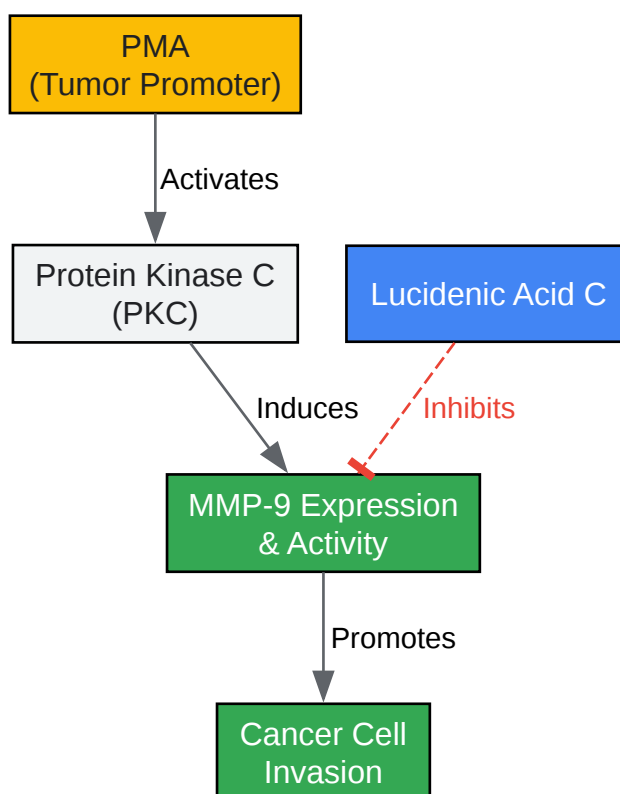 PMA
(Tumor Promoter)
Activates
Protein Kinase C
(PKC)
Lucidenic Acid C
Induces
Inhibits
MMP-9 Expression
& Activity
Promotes
Cancer Cell
Invasion